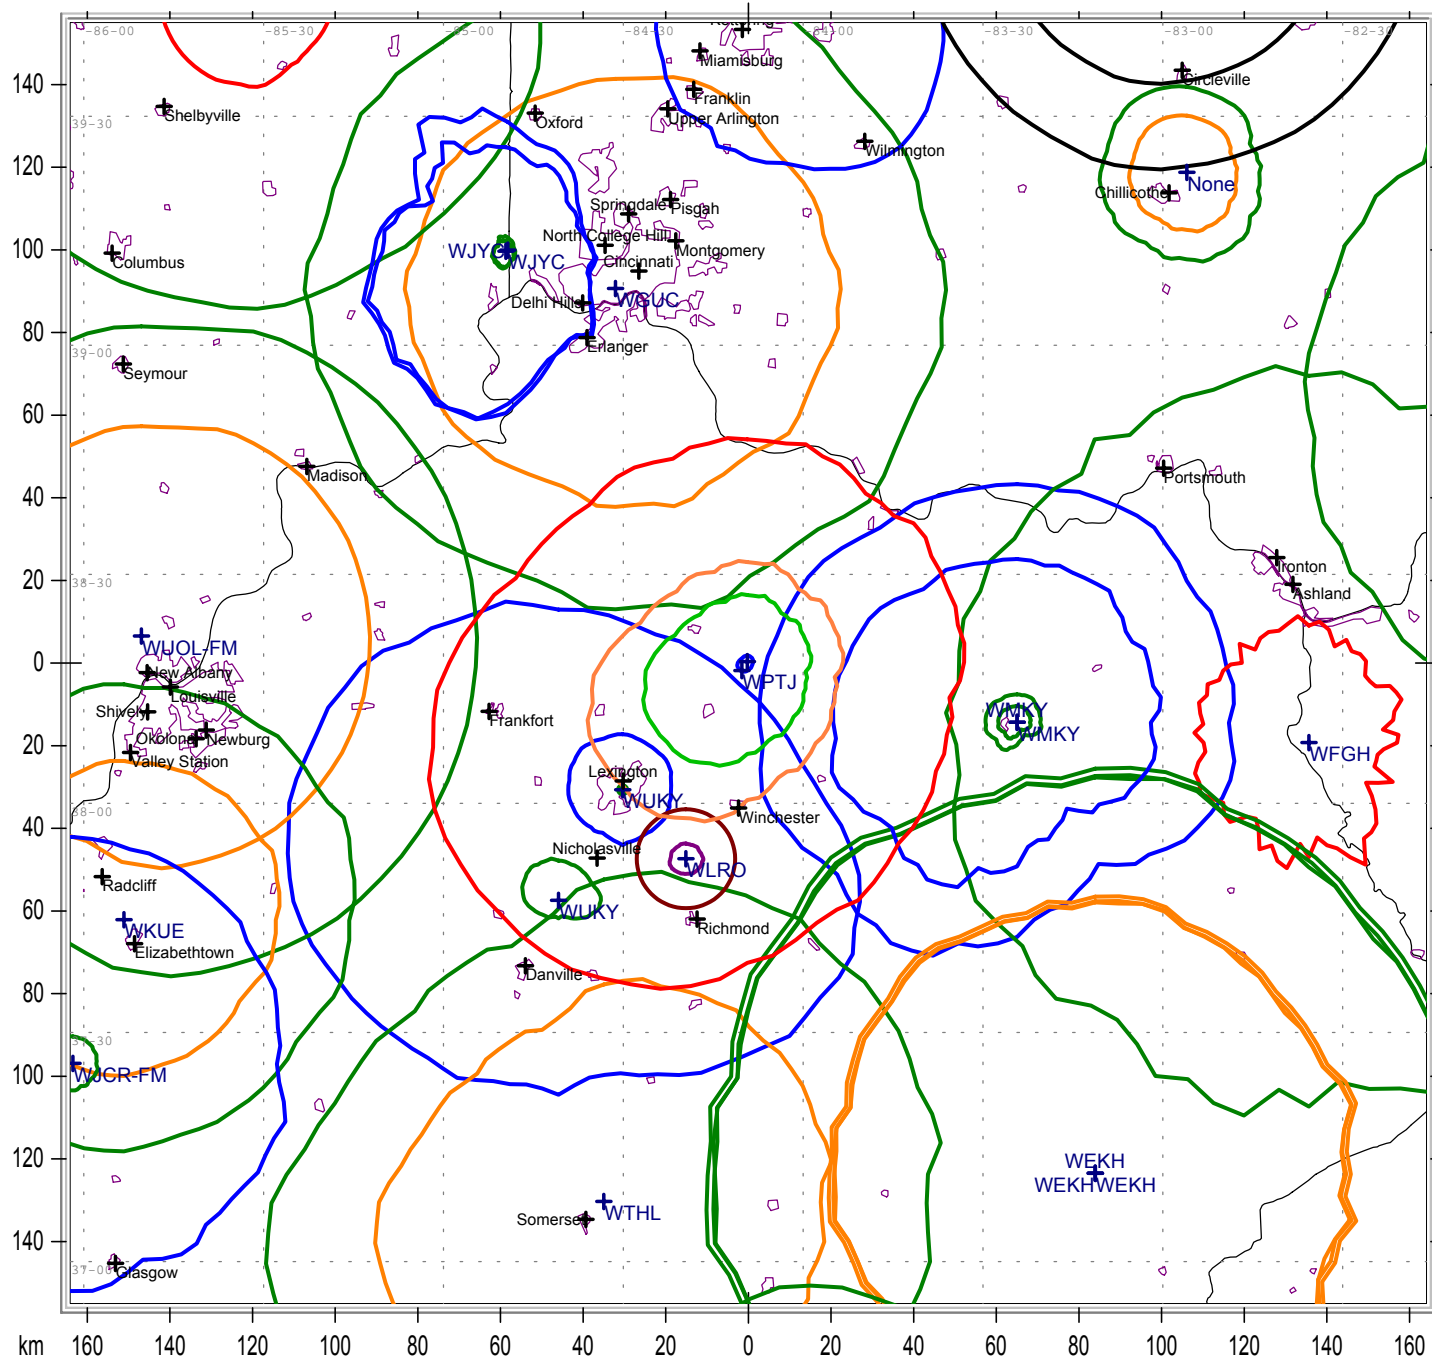 -86-00 -85-30 -85-00 -84-30 -84-00 -83-30 -83-00 -82-30
Miamisburg
Circleville
140
Franklin
Shelbyville
Upper Arlington
39-30
Oxford
Wilmington
120
None
Chillicothe
Springdale
Pisgah
North College Hill
100
WJYC
Montgomery
Columbus
WJYC
Cincinnati
Delhi Hills
WGUC
80
Erlanger
39-00
Seymour
60
Madison
Portsmouth
40
Ironton
20
38-30
Ashland
WUOL-FM
0
New Albany
WPTJ
Louisville
Shively
WMKY
Frankfort
Okolona
Newburg
WMKY
20
Valley Station
WFGH
Lexington
WUKY
38-00
Winchester
40
Nicholasville
WLRO
Radcliff
60
WUKY
WKUE
Richmond
Elizabethtown
Danville
80
37-30
100
WJCR-FM
120
WEKH
WEKHWEKH
WTHL
Somerset
140
37-00
Glasgow
km 160 140 120 100 80 60 40 20 0 20 40 60 80 100 120 140 160